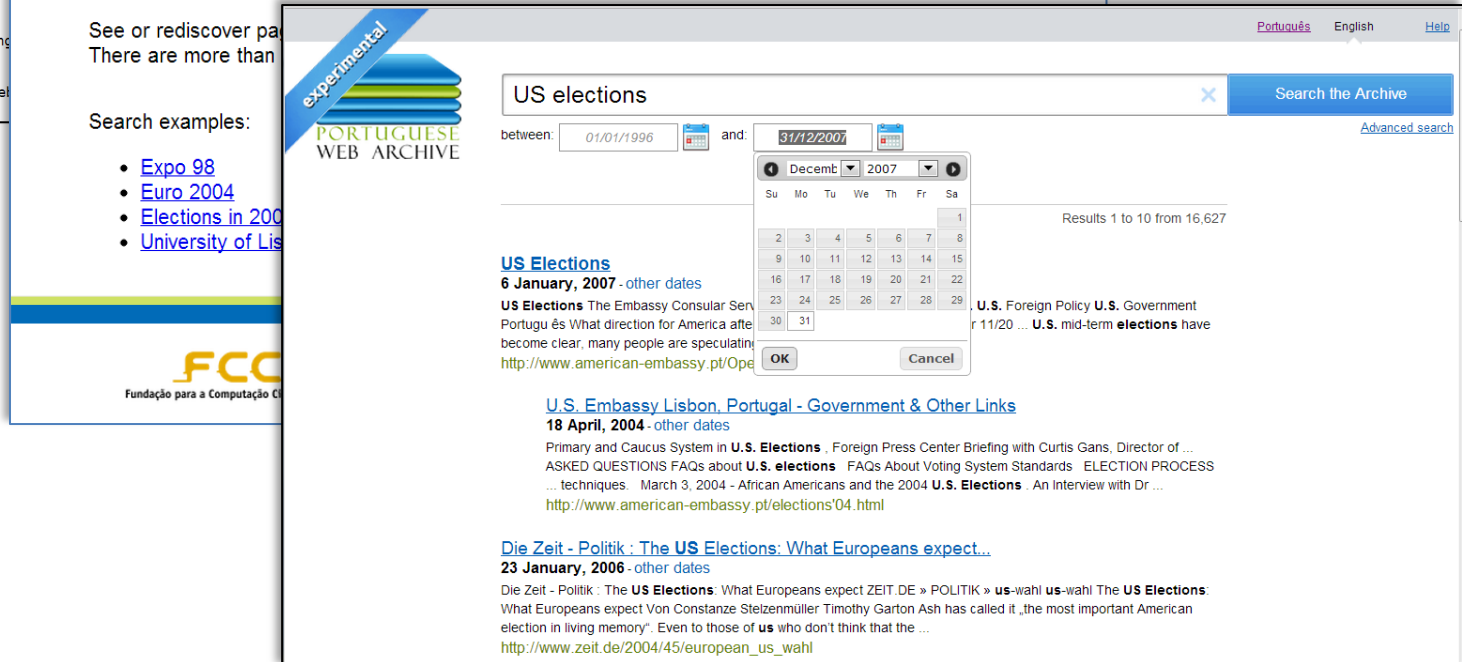 ng
eb
See or rediscover pa
There are more than
Search examples:
Expo 98
Euro 2004
Elections in 200
University of Lis
FCC
Fundação para a Computação Ci
experimental
PORTUGUESE
WEB ARCHIVE
Português English Help
US elections
Search the Archive
Advanced search
between: 01/01/1996 and: 31/12/2007
Decemb 2007
Su Mo Tu We Th Fr Sa
1
2 3 4 5 6 7 8
9 10 11 12 13 14 15
16 17 18 19 20 21 22
23 24 25 26 27 28 29
30 31
OK Cancel
Results 1 to 10 from 16,627
US Elections
6 January, 2007 - other dates
US Elections The Embassy Consular Serv . U.S. Foreign Policy U.S. Government
Portugu ês What direction for America afte r 11/20 ... U.S. mid-term elections have
become clear, many people are speculating
http://www.american-embassy.pt/Ope
U.S. Embassy Lisbon, Portugal - Government & Other Links
18 April, 2004 - other dates
Primary and Caucus System in U.S. Elections , Foreign Press Center Briefing with Curtis Gans, Director of ...
ASKED QUESTIONS FAQs about U.S. elections FAQs About Voting System Standards ELECTION PROCESS
... techniques. March 3, 2004 - African Americans and the 2004 U.S. Elections . An Interview with Dr ...
http://www.american-embassy.pt/elections'04.html
Die Zeit - Politik : The US Elections: What Europeans expect...
23 January, 2006 - other dates
Die Zeit - Politik : The US Elections: What Europeans expect ZEIT.DE » POLITIK » us-wahl us-wahl The US Elections:
What Europeans expect Von Constanze Stelzenmüller Timothy Garton Ash has called it „the most important American
election in living memory“. Even to those of us who don't think that the ...
http://www.zeit.de/2004/45/european_us_wahl